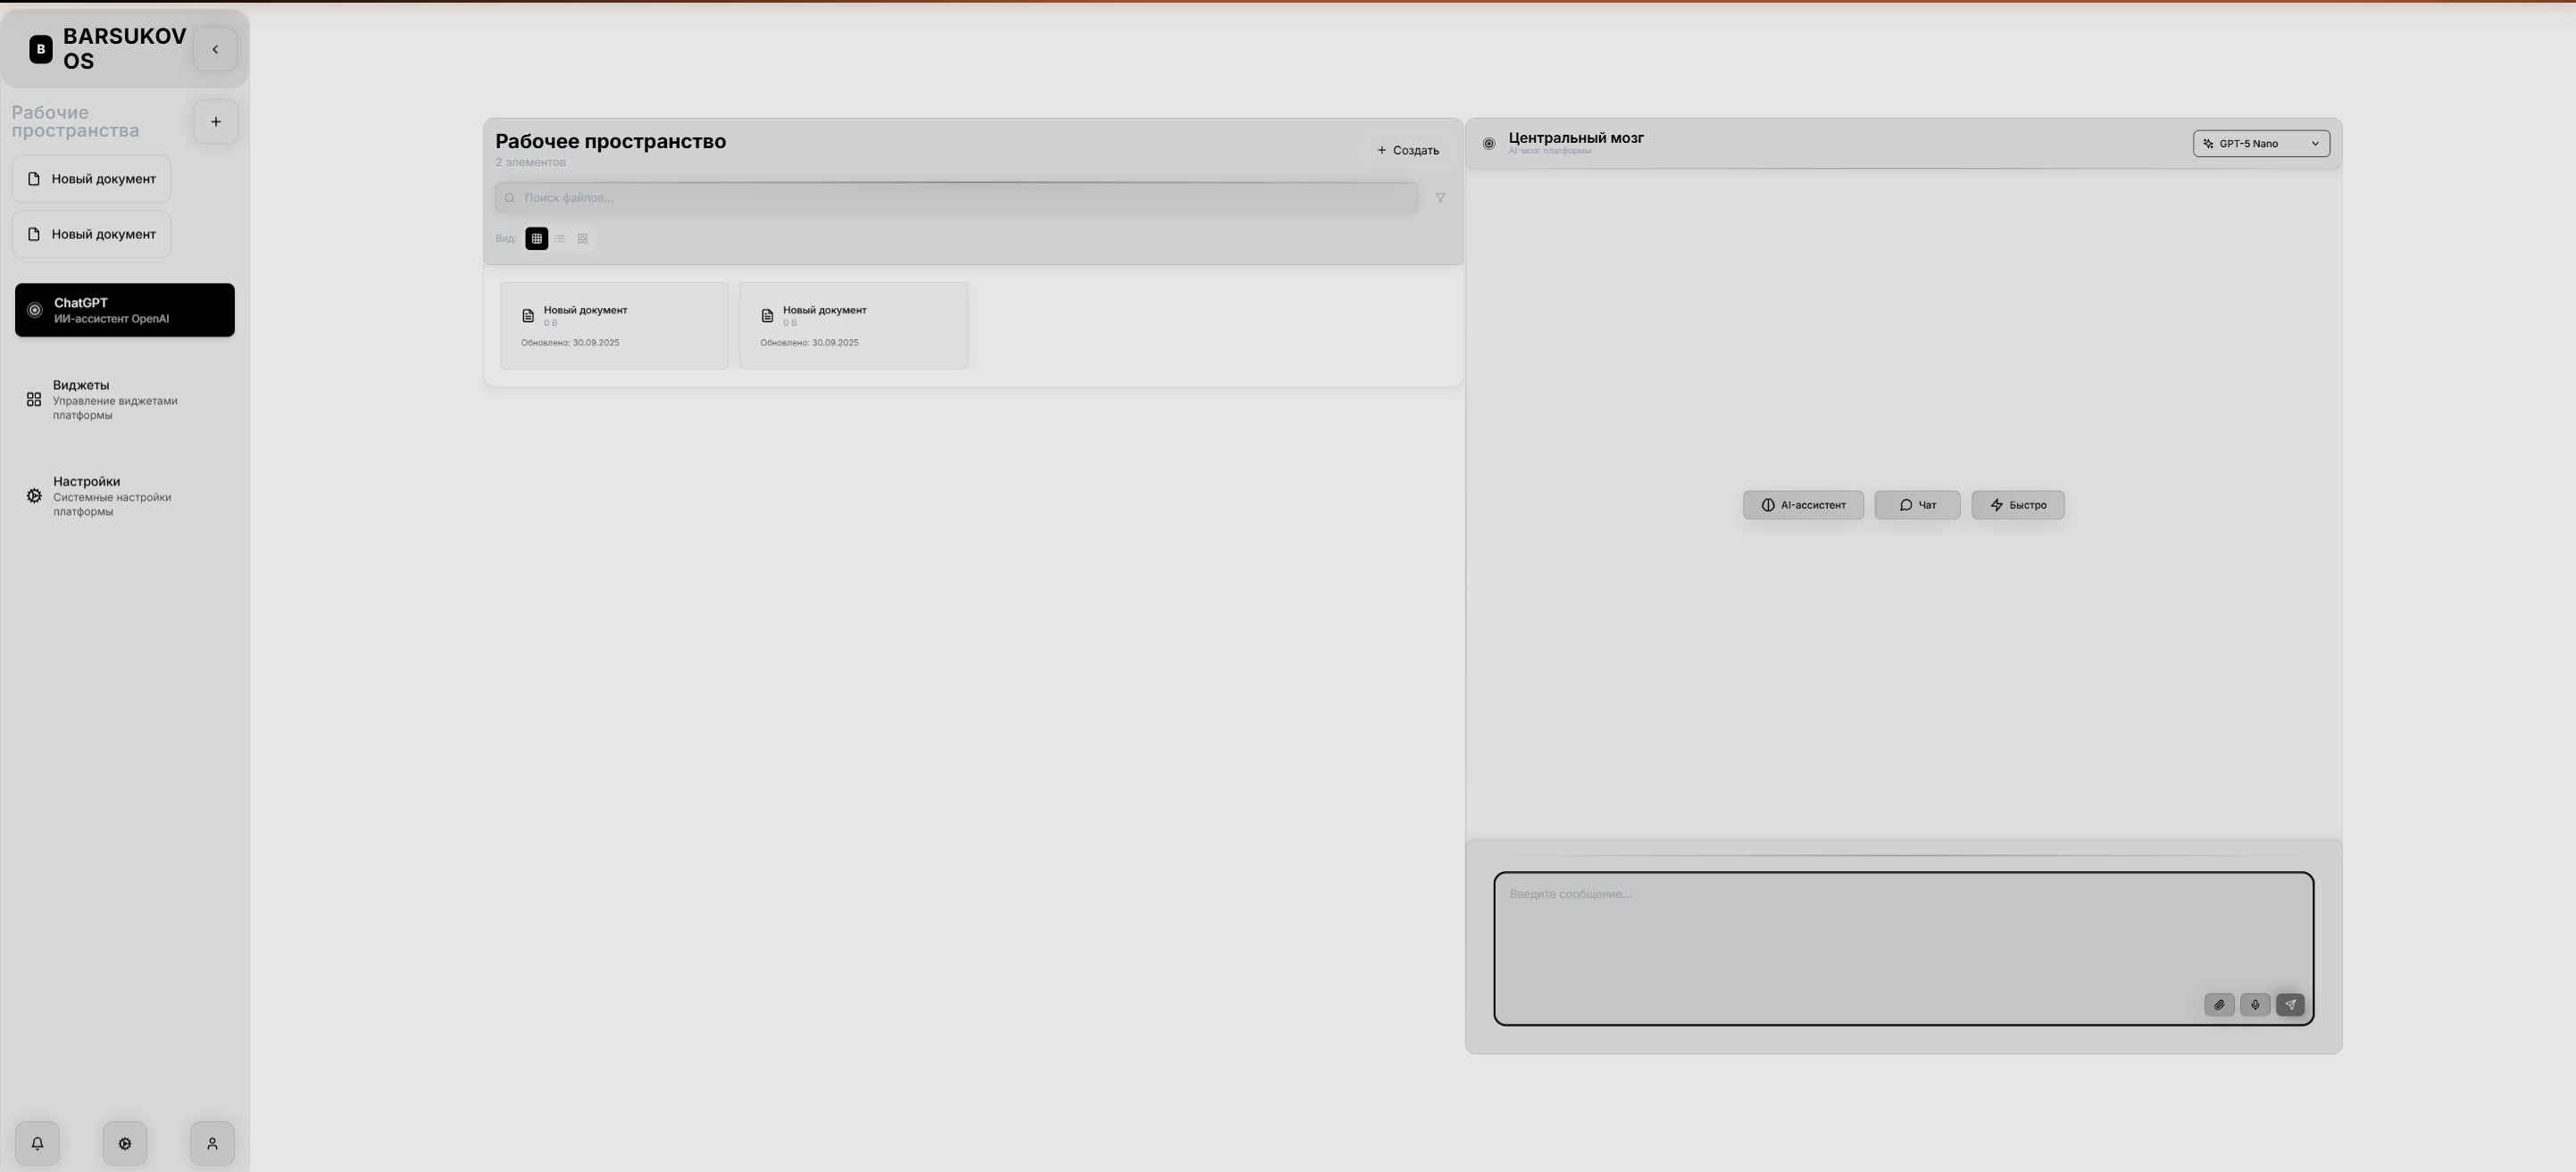 B
BARSUKOV
OS
Рабочие
пространства
Новый документ
Новый документ
ChatGPT
ИИ-ассистент OpenAI
Виджеты
Управление виджетами
платформы
Настройки
Системные настройки
платформы
Рабочее пространство
2 элементов
Создать
Поиск файлов...
Вид:
Новый документ
0 B
Обновлено: 30.09.2025
Новый документ
0 B
Обновлено: 30.09.2025
Центральный мозг
AI-мозг платформы
GPT-5 Nano
AI-ассистент
Чат
Быстро
Введите сообщение...